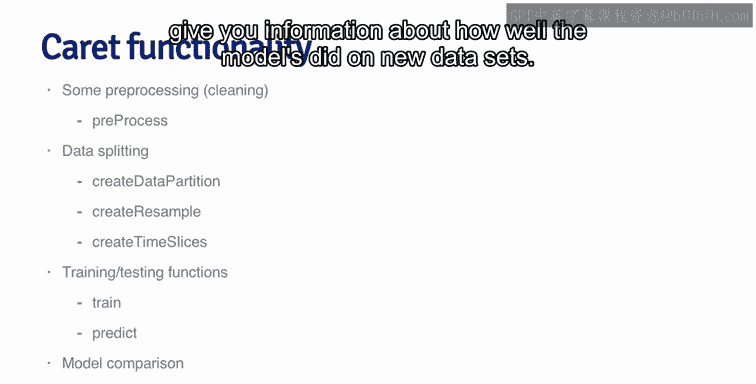 give you information about how well the
model's did on new data sets.
Caret functionality
· Some preprocessing (cleaning)
- preProcess
· Data splitting
- createDataPartition
- createResample
- createTimeSlices
· Training/testing functions
- train
- predict
· Model comparison